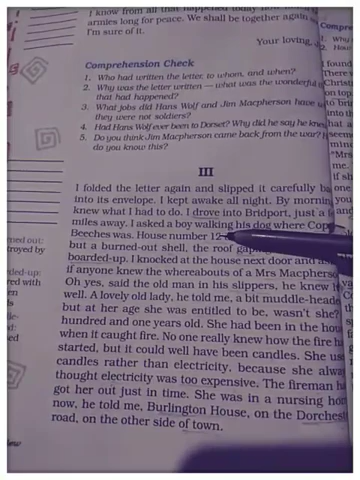 I know from all that happened today how
armies long for peace. We shall be together again
I'm sure of it.
Your loving,
Comprehension Check
1. Who had written the letter, to whom, and when?
2. Why was the letter written — what was the wonderful
that had happened?
3. What jobs did Hans Wolf and Jim Macpherson have
they were not soldiers?
4. Had Hans Wolf ever been to Dorset? Why did he say he knew
5. Do you think Jim Macpherson came back from the war?
do you know this?
III
I folded the letter again and slipped it carefully
into its envelope. I kept awake all night. By morning
knew what I had to do. I drove into Bridport, just a
miles away. I asked a boy walking his dog where Cop
Beeches was. House number 12
but a burned-out shell, the roof
boarded-up. I knocked at the house next door and
if anyone knew the whereabouts of a Mrs Macpherso
Oh yes, said the old man in his slippers, he knew
well. A lovely old lady, he told me, a bit muddle-heade
but at her age she was entitled to be, wasn't she?
hundred and one years old. She had been in the hou
when it caught fire. No one really knew how the fire h
started, but it could well have been candles. She us
candles rather than electricity, because she alwa
thought electricity was too expensive. The fireman h
got her out just in time. She was in a nursing ho
now, he told me, Burlington House, on the Dorchest
road, on the other side of town.